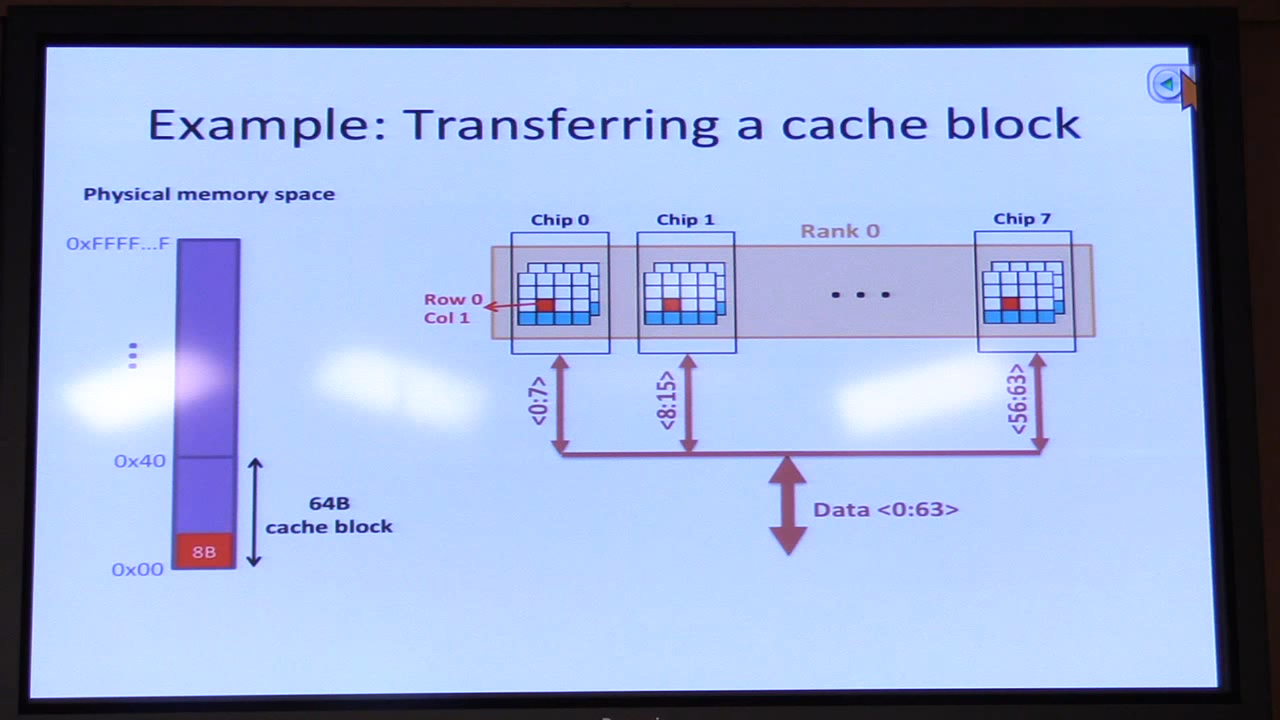 Example: Transferring a cache block
Physical memory space
0xFFFF...F
0x40
64B
cache block
8B
0x00
Chip 0
Chip 1
Rank 0
Chip 7
Row 0
Col 1
<0:7>
<8:15>
<56:63>
Data <0:63>